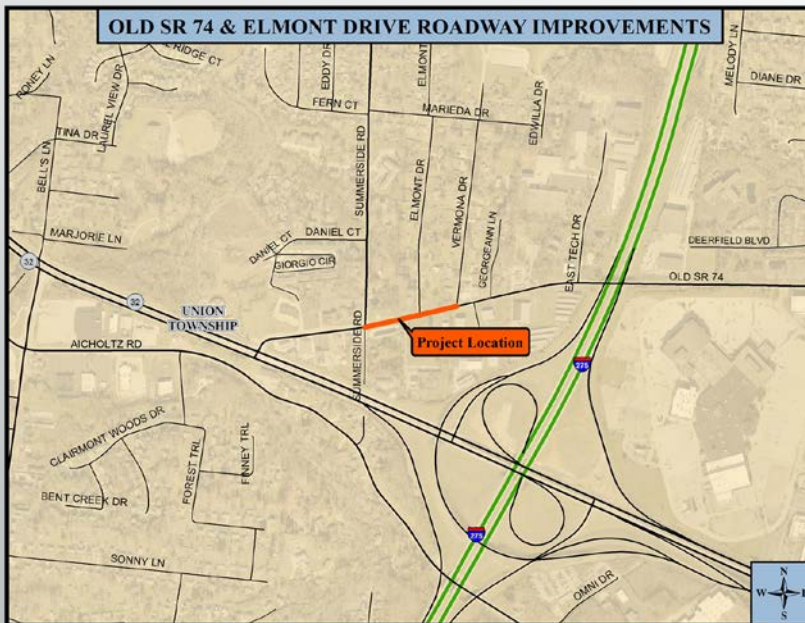 OLD SR 74 & ELMONT DRIVE ROADWAY IMPROVEMENTS
RIDGE CT
RONEY LN
LAUREL VIEW DR
EDDY DR
ELMONT
MELODY LN
DIANE DR
FERN CT
MARIEDA DR
EDWILLA DR
TINA DR
BELL'S LN
SUMMERSIDE RD
ELMONT DR
VERMONA DR
GEORGEANN LN
EAST TECH DR
MARJORIE LN
DANIEL CT
DANIEL CT
GIORGIO CIR
DEERFIELD BLVD
OLD SR 74
32
32
UNION
TOWNSHIP
SUMMERSIDE RD
Project Location
AICHOLTZ RD
275
CLAIRMONT WOODS DR
FOREST TRL
FINNEY TRL
BENT CREEK DR
275
SONNY LN
OMNI DR
N
W
E
S